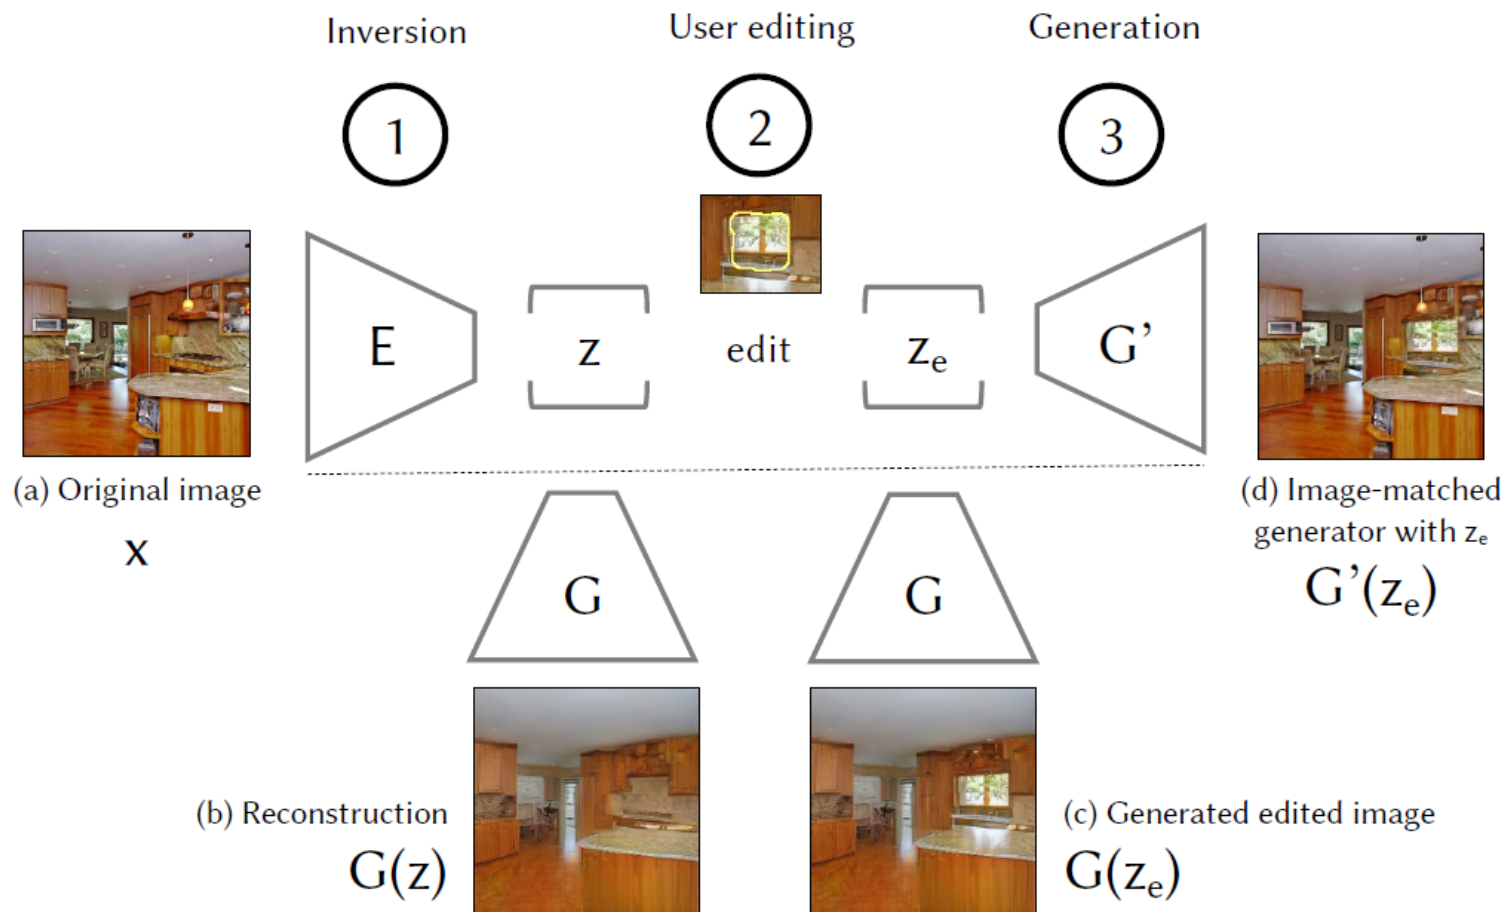 Inversion
User editing
Generation
1
2
3
E
z
edit
zₑ
G’
(a) Original image
x
(d) Image-matched
generator with zₑ
G’(zₑ)
G
G
(b) Reconstruction
G(z)
(c) Generated edited image
G(zₑ)